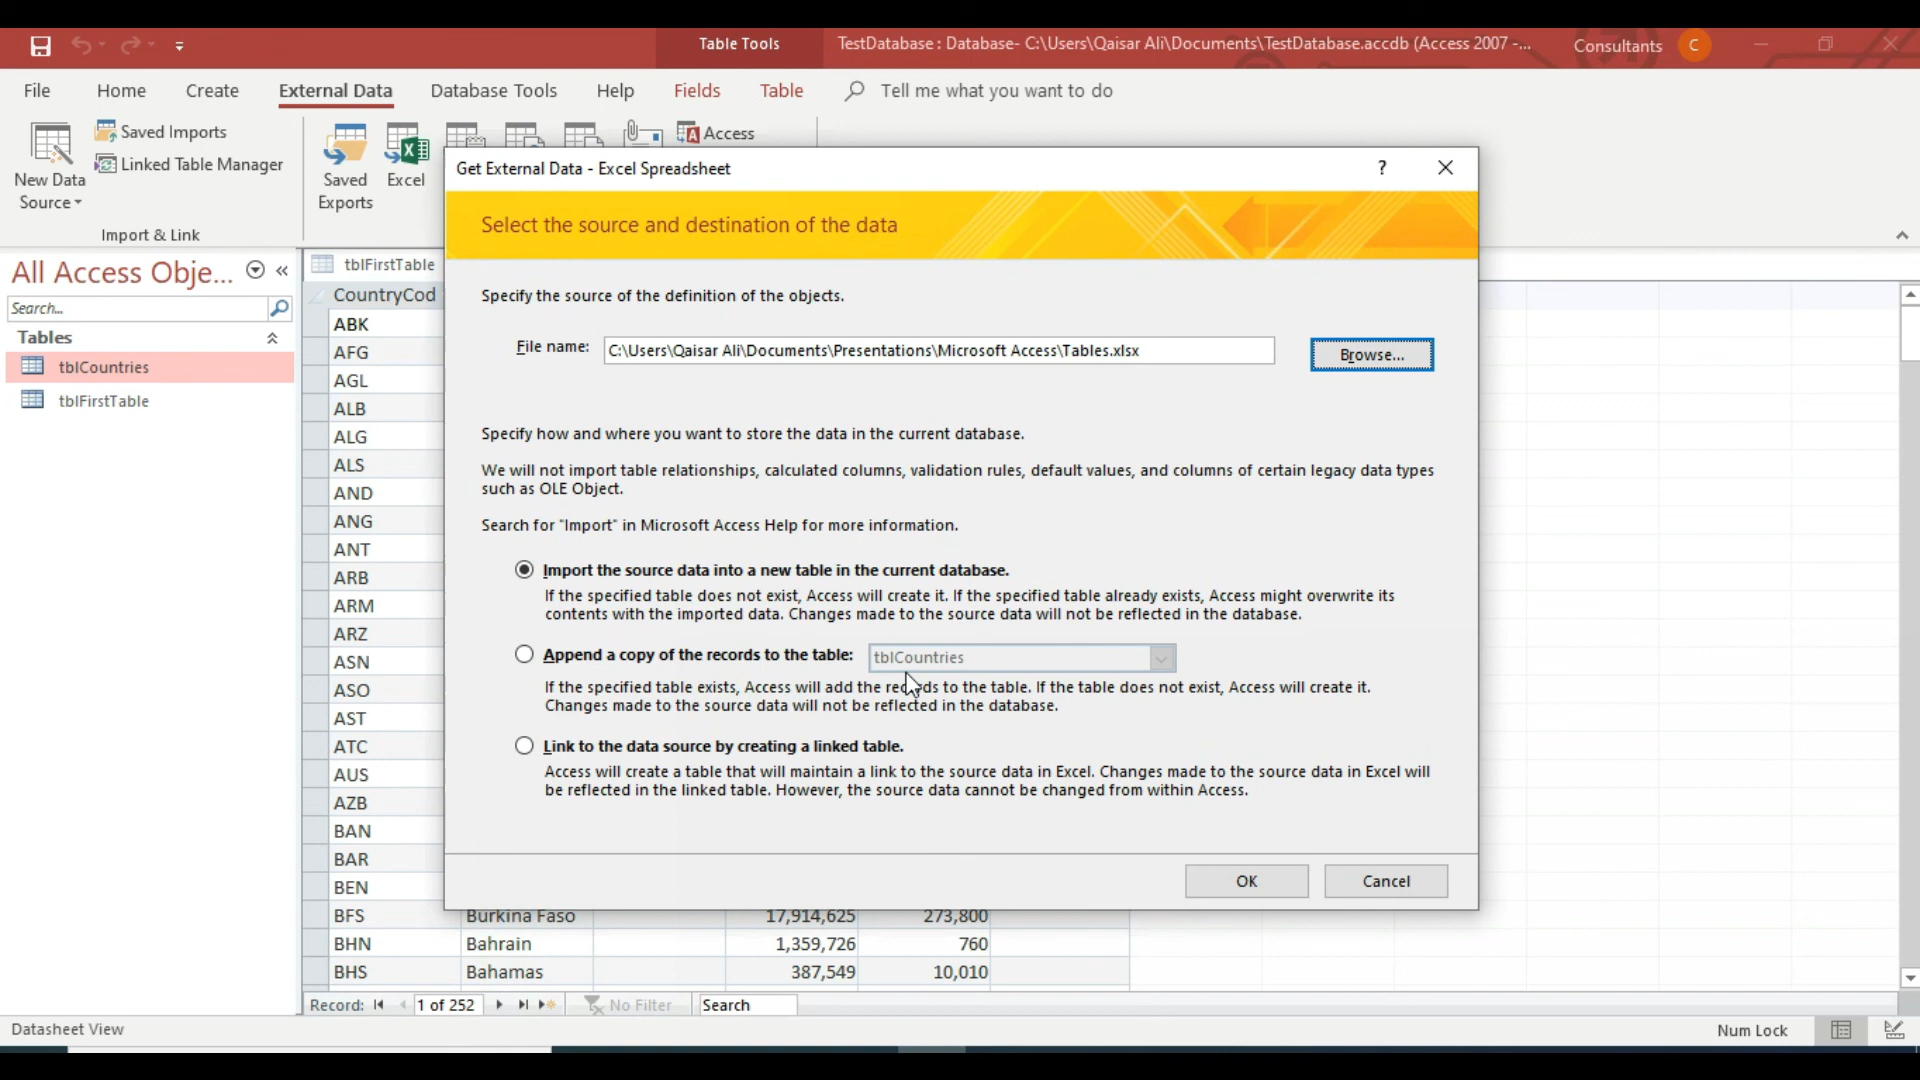 Table Tools
TestDatabase : Database- C:\Users\Qaisar Ali\Documents\TestDatabase.accdb (Access 2007 -...
Consultants
C
File
Home
Create
External Data
Database Tools
Help
Fields
Table
Tell me what you want to do
New Data
Source
Saved Imports
Linked Table Manager
Import & Link
Saved
Exports
Excel
Access
Get External Data - Excel Spreadsheet
?
Select the source and destination of the data
Specify the source of the definition of the objects.
File name:
C:\Users\Qaisar Ali\Documents\Presentations\Microsoft Access\Tables.xlsx
Browse...
Specify how and where you want to store the data in the current database.
We will not import table relationships, calculated columns, validation rules, default values, and columns of certain legacy data types
such as OLE Object.
Search for "Import" in Microsoft Access Help for more information.
Import the source data into a new table in the current database.
If the specified table does not exist, Access will create it. If the specified table already exists, Access might overwrite its
contents with the imported data. Changes made to the source data will not be reflected in the database.
Append a copy of the records to the table:
tblCountries
If the specified table exists, Access will add the records to the table. If the table does not exist, Access will create it.
Changes made to the source data will not be reflected in the database.
Link to the data source by creating a linked table.
Access will create a table that will maintain a link to the source data in Excel. Changes made to the source data in Excel will
be reflected in the linked table. However, the source data cannot be changed from within Access.
OK
Cancel
All Access Obje...
Search...
Tables
tblCountries
tblFirstTable
tblFirstTable
CountryCod
ABK
AFG
AGL
ALB
ALG
ALS
AND
ANG
ANT
ARB
ARM
ARZ
ASN
ASO
AST
ATC
AUS
AZB
BAN
BAR
BEN
BFS Burkina Faso 17,914,625 273,800
BHN Bahrain 1,359,726 760
BHS Bahamas 387,549 10,010
Record:
1 of 252
No Filter
Search
Datasheet View
Num Lock